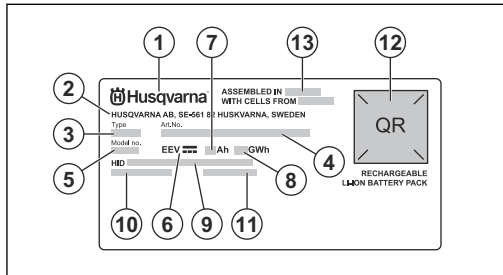 1 7 13 12
Husqvarna
ASSEMBLED IN
WITH CELLS FROM
2
HUSQVARNA AB, SE-561 82 HUSKVARNA, SWEDEN
3 Type Art.No.
QR
5 Model no.
EEV Ah GWh
4
HID
8
RECHARGEABLE
LI-ION BATTERY PACK
10 6 9 11